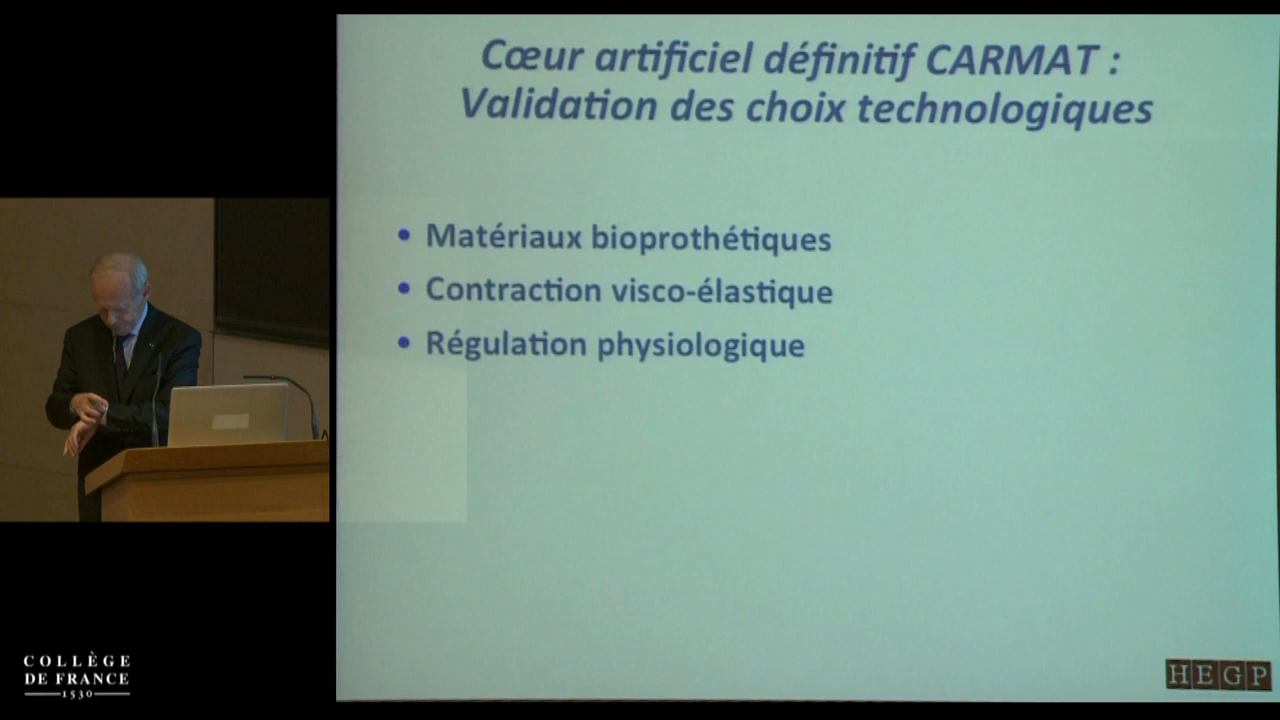 Cœur artificiel définitif CARMAT :
Validation des choix technologiques
• Matériaux bioprothétiques
• Contraction visco-élastique
• Régulation physiologique
COLLÈGE
DE FRANCE
1530
HEGP